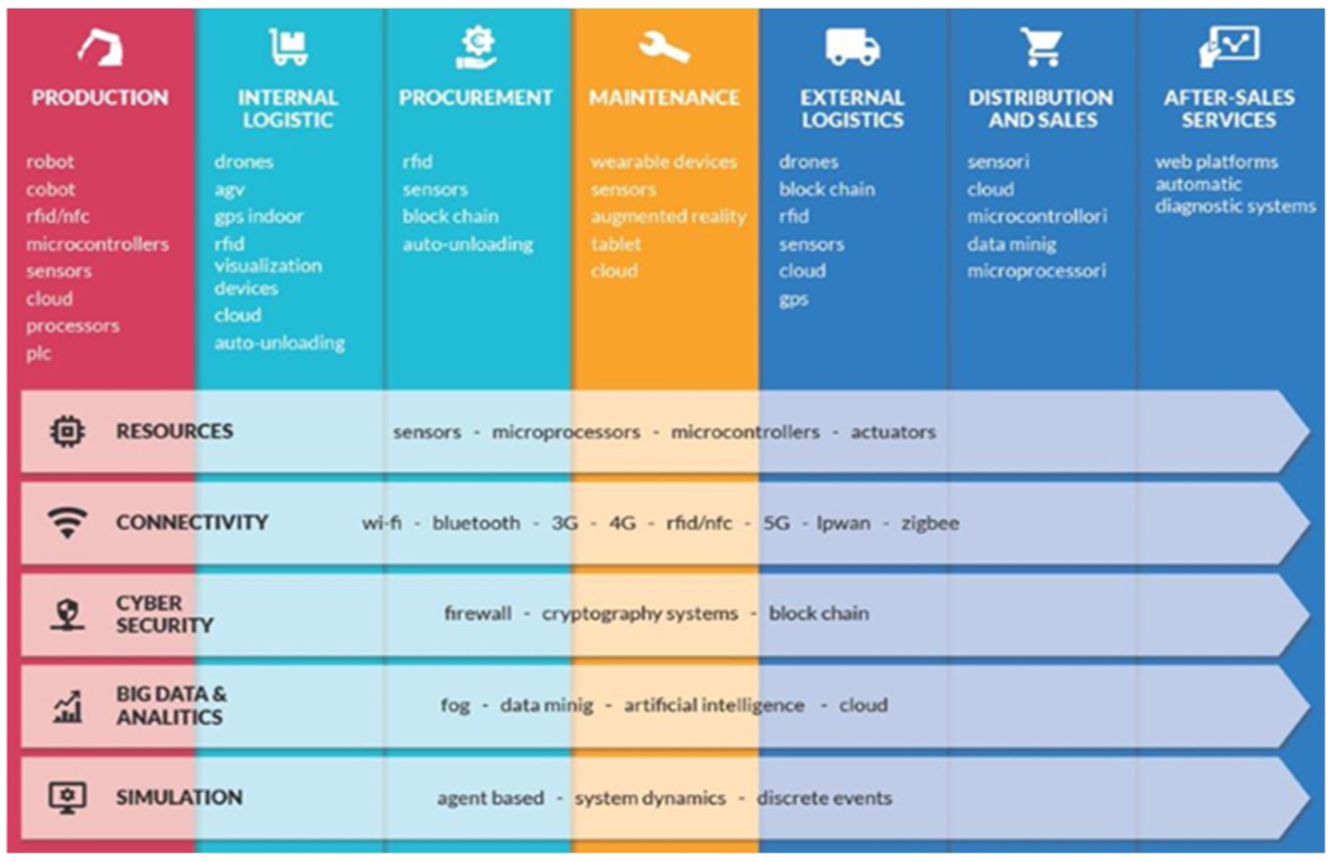 PRODUCTION
robot
cobot
rfid/nfc
microcontrollers
sensors
cloud
processors
plc
INTERNAL
LOGISTIC
drones
agv
gps indoor
rfid
visualization
devices
cloud
auto-unloading
PROCUREMENT
rfid
sensors
block chain
auto-unloading
MAINTENANCE
wearable devices
sensors
augmented reality
tablet
cloud
EXTERNAL
LOGISTICS
drones
block chain
rfid
sensors
cloud
gps
DISTRIBUTION
AND SALES
sensori
cloud
microcontrollori
data minig
microprocessori
AFTER-SALES
SERVICES
web platforms
automatic
diagnostic systems
RESOURCES
sensors - microprocessors - microcontrollers - actuators
CONNECTIVITY
wi-fi - bluetooth - 3G - 4G - rfid/nfc - 5G - lpwan - zigbee
CYBER
SECURITY
firewall - cryptography systems - block chain
BIG DATA &
ANALITICS
fog - data minig - artificial intelligence - cloud
SIMULATION
agent based - system dynamics - discrete events